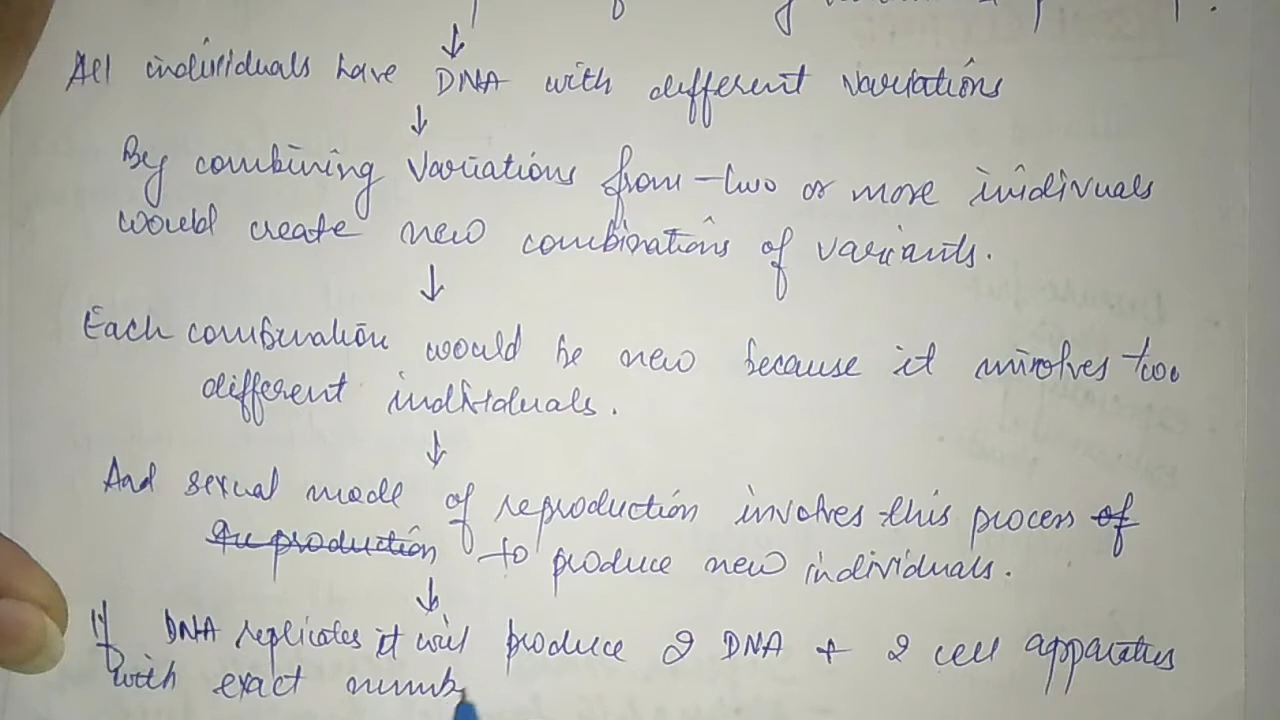 ↓
All individuals have DNA with different variations
↓
By combining variations from two or more inidivuals
would create new combinations of variants.
↓
Each combination would be new because it involves two
different individuals.
↓
And sexual mode of reproduction involves this process of
to produce new individuals.
↓
If DNA replicates it will produce 2 DNA + 2 cell apparatus
with exact numb